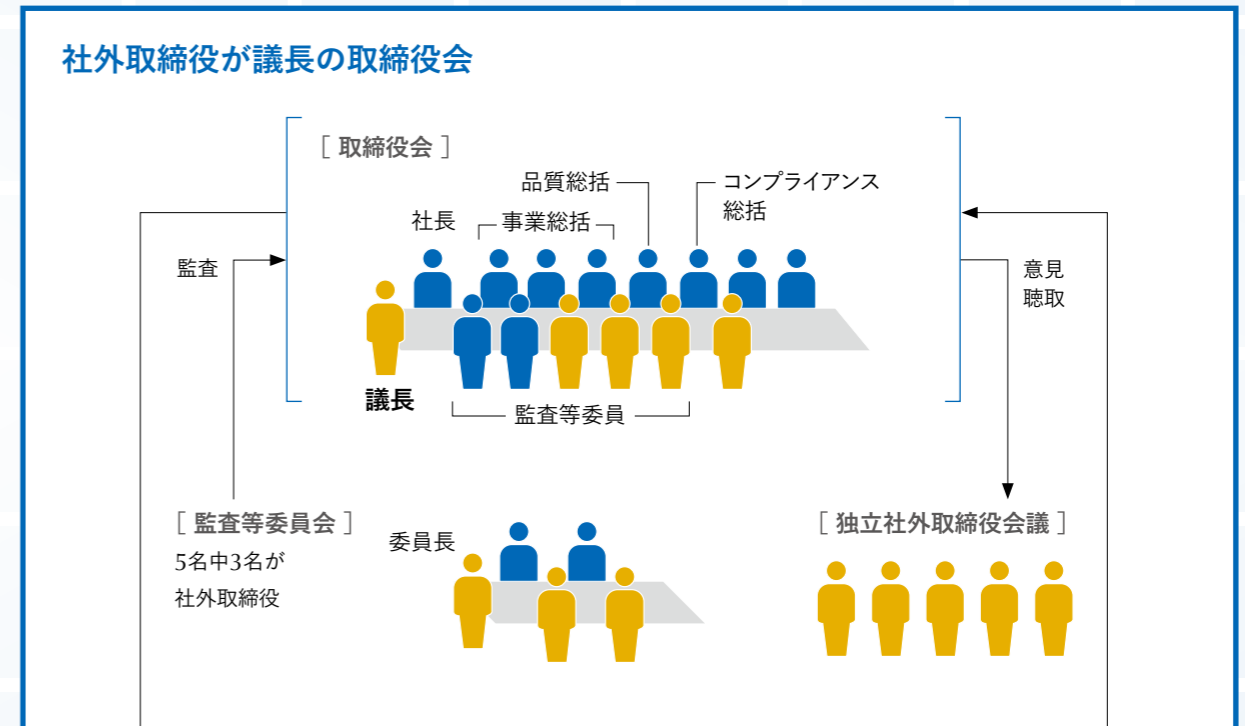 社外取締役が議長の取締役会
［ 取締役会 ］
品質総括
コンプライアンス
総括
社長
事業総括
監査
意見
聴取
議長
監査等委員
［ 監査等委員会 ］
5名中3名が
社外取締役
委員長
［ 独立社外取締役会議 ］